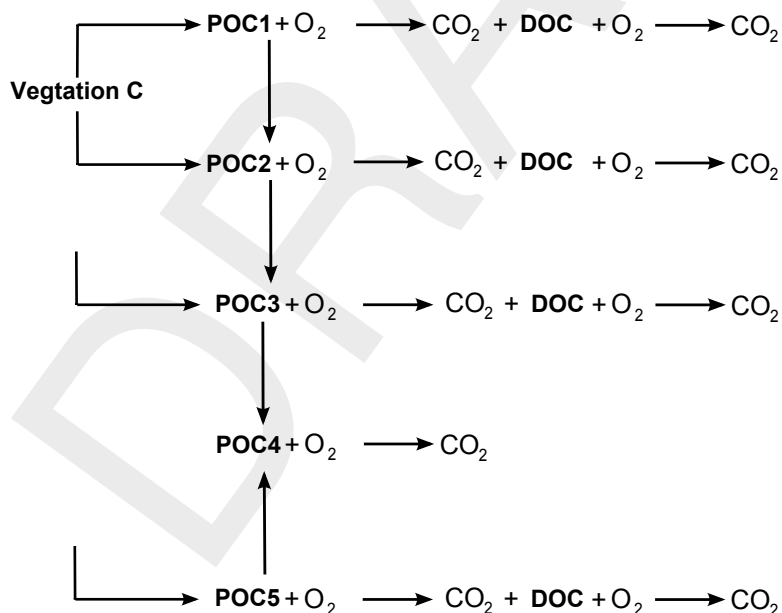 POC1 + O2 → CO2 + DOC + O2 → CO2
Vegtation C
POC2 + O2 → CO2 + DOC + O2 → CO2
POC3 + O2 → CO2 + DOC + O2 → CO2
POC4 + O2 → CO2
POC5 + O2 → CO2 + DOC + O2 → CO2
DRA